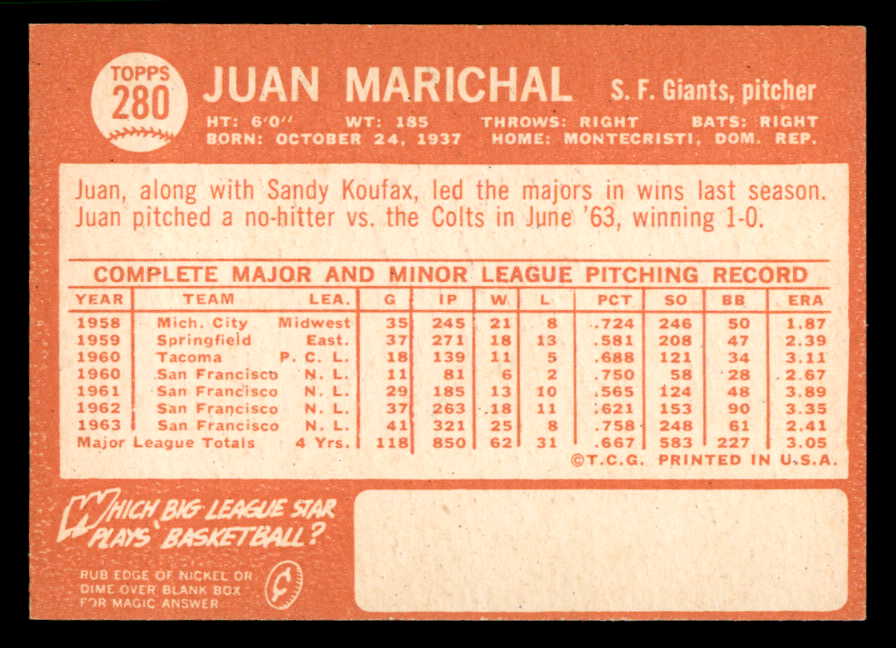 TOPPS
280
JUAN MARICHAL S. F. Giants, pitcher
HT: 6'0" WT: 185 THROWS: RIGHT BATS: RIGHT
BORN: OCTOBER 24, 1937 HOME: MONTECRISTI, DOM. REP.
Juan, along with Sandy Koufax, led the majors in wins last season.
Juan pitched a no-hitter vs. the Colts in June '63, winning 1-0.
COMPLETE MAJOR AND MINOR LEAGUE PITCHING RECORD
YEAR TEAM LEA. G IP W L PCT SO BB ERA
1958 Mich. City Midwest 35 245 21 8 .724 246 50 1.87
1959 Springfield East. 37 271 18 13 .581 208 47 2.39
1960 Tacoma P. C. L. 18 139 11 5 .688 121 34 3.11
1960 San Francisco N. L. 11 81 6 2 .750 58 28 2.67
1961 San Francisco N. L. 29 185 13 10 .565 124 48 3.89
1962 San Francisco N. L. 37 263 18 11 .621 153 90 3.35
1963 San Francisco N. L. 41 321 25 8 .758 248 61 2.41
Major League Totals 4 Yrs. 118 850 62 31 .667 583 227 3.05
©T.C.G. PRINTED IN U.S.A.
WHICH BIG LEAGUE STAR
PLAYS BASKETBALL?
RUB EDGE OF NICKEL OR
DIME OVER BLANK BOX
FOR MAGIC ANSWER
¢